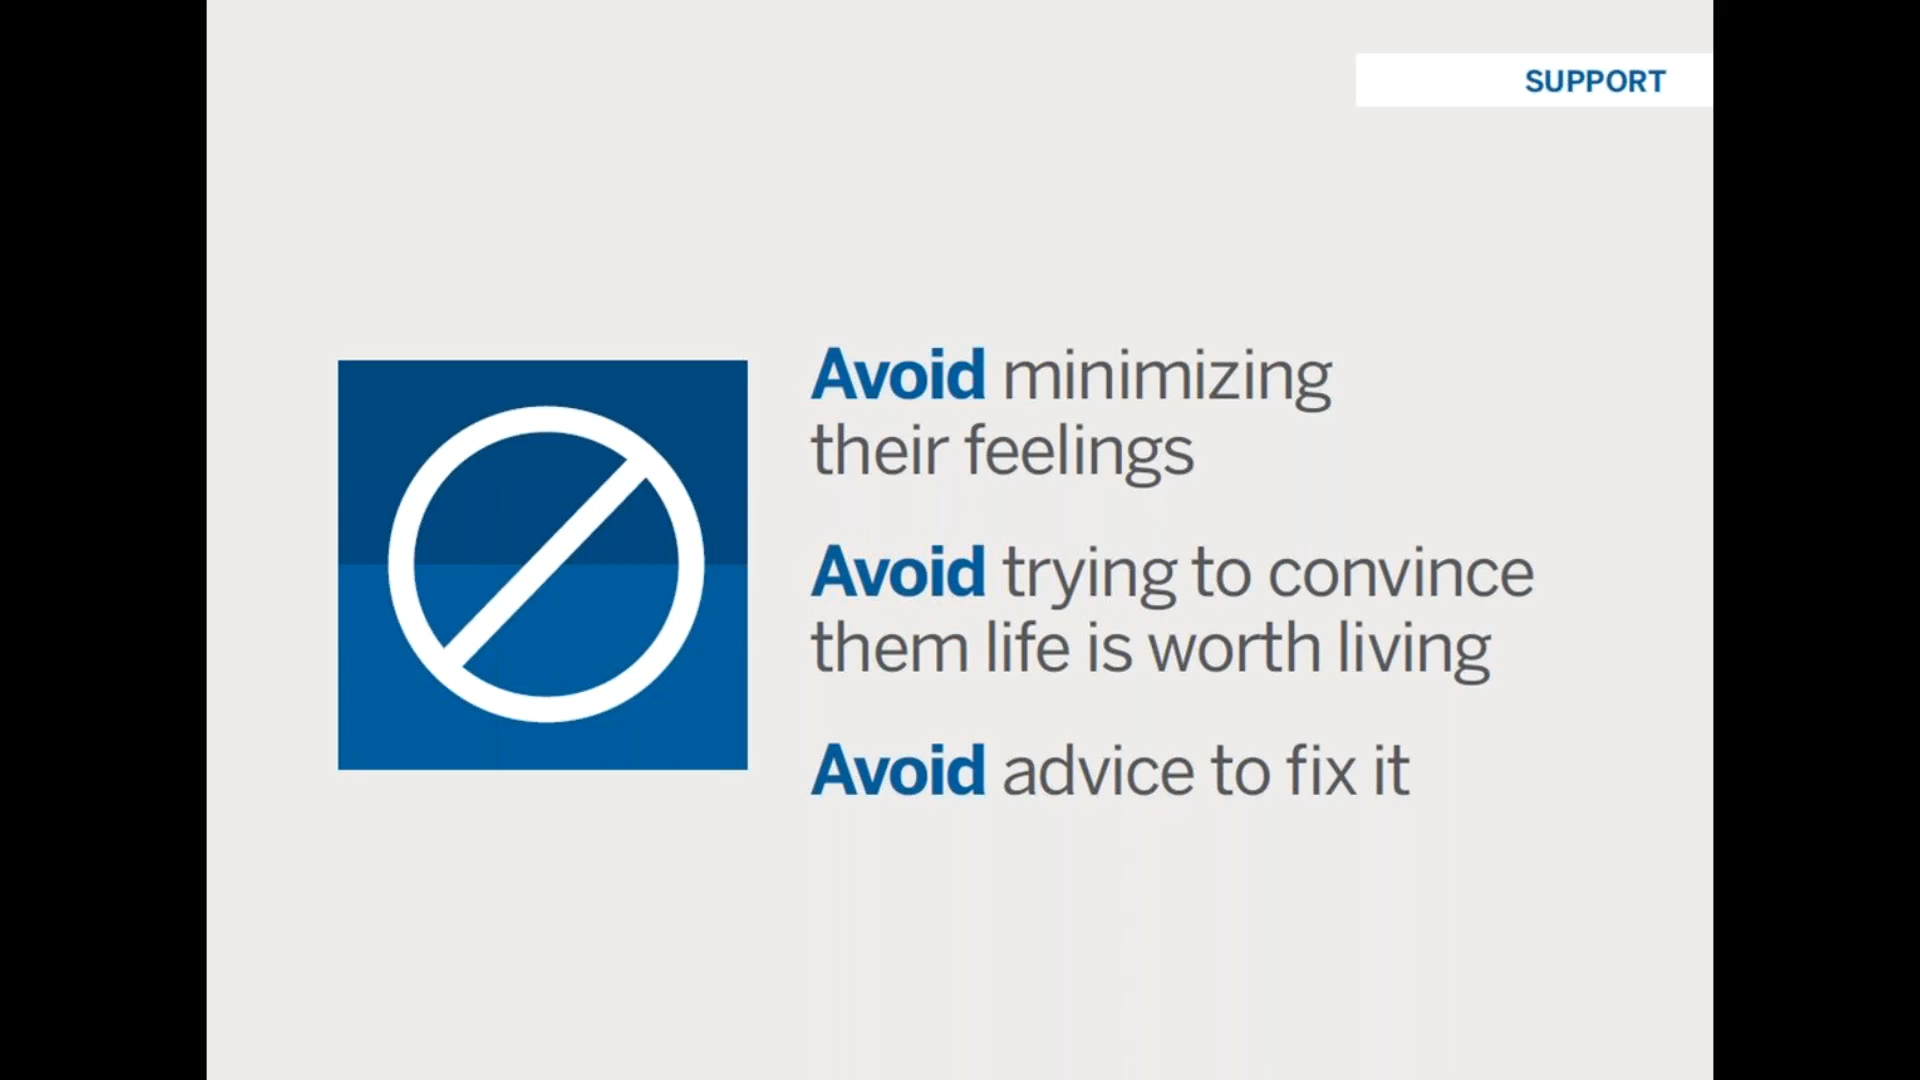 SUPPORT
Avoid minimizing
their feelings
Avoid trying to convince
them life is worth living
Avoid advice to fix it